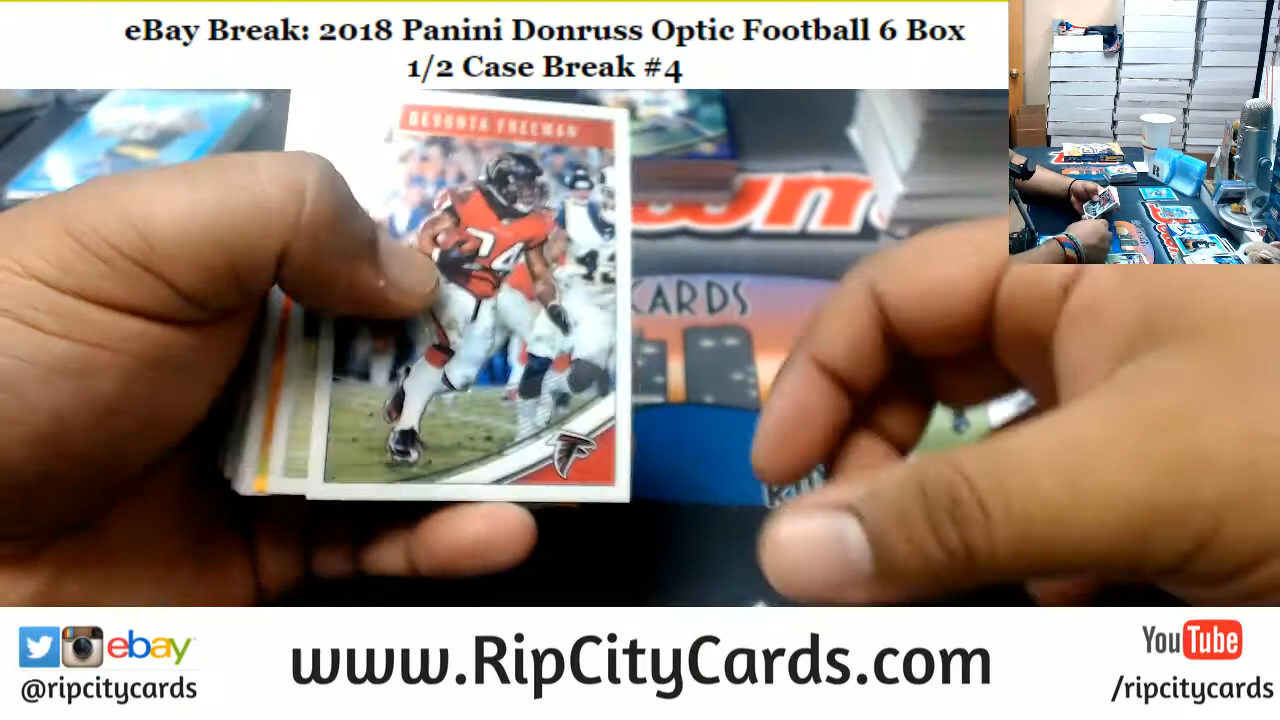 eBay Break: 2018 Panini Donruss Optic Football 6 Box
1/2 Case Break #4
DEVONTA FREEMAN
24
CARDS
ebay
@ripcitycards
www.RipCityCards.com
YouTube
/ripcitycards